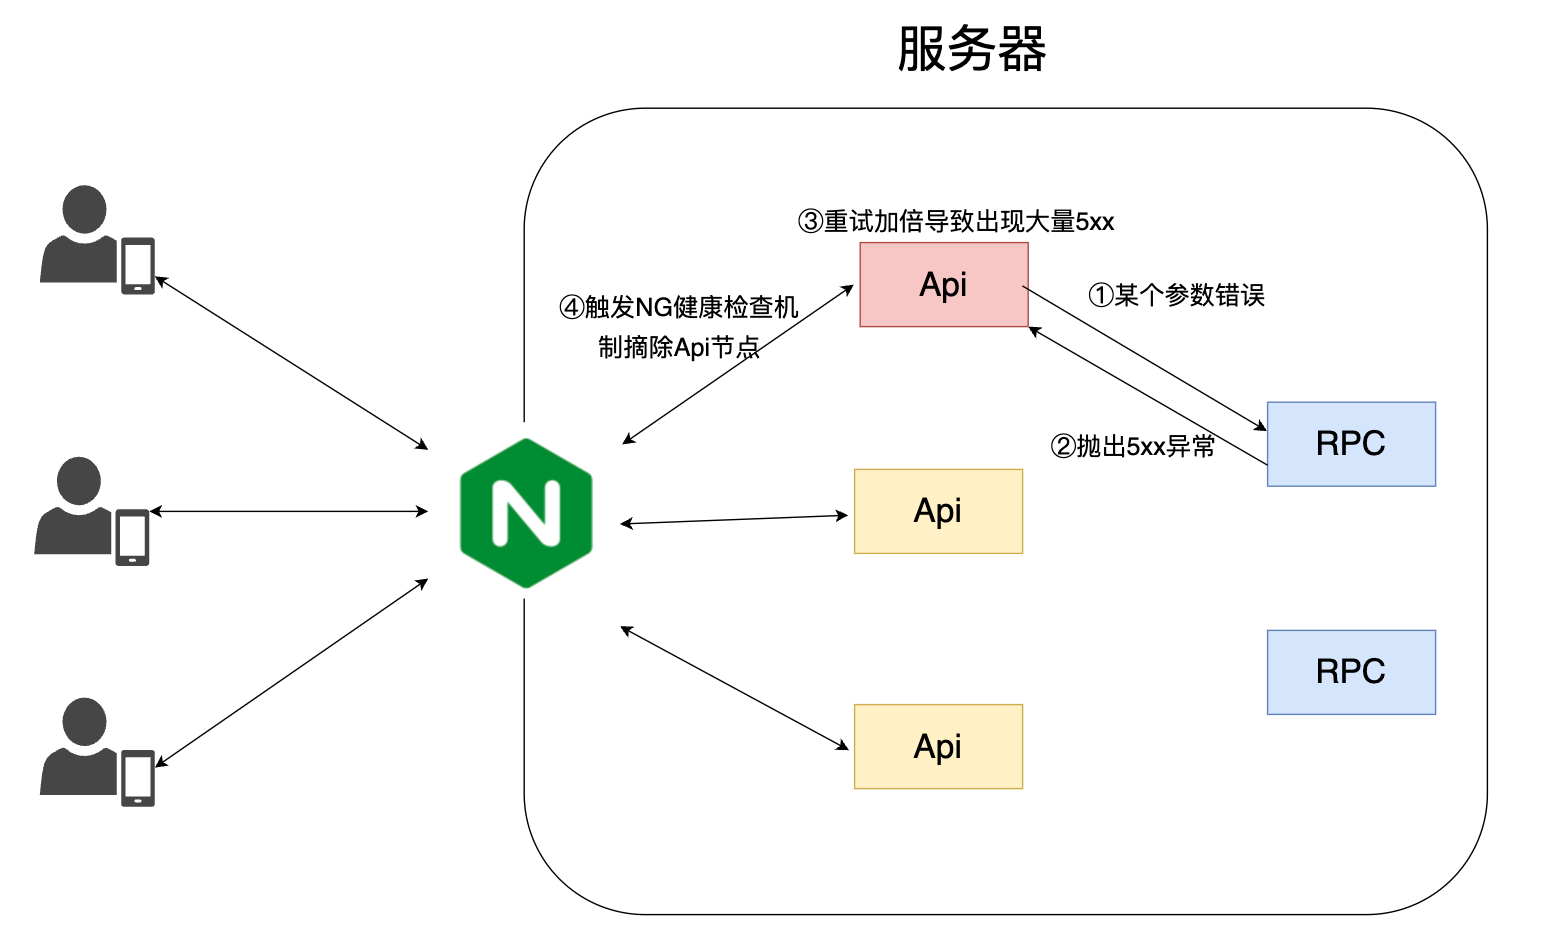 服务器
③重试加倍导致出现大量5xx
Api
①某个参数错误
④触发NG健康检查机
制摘除Api节点
RPC
②抛出5xx异常
N
Api
RPC
Api